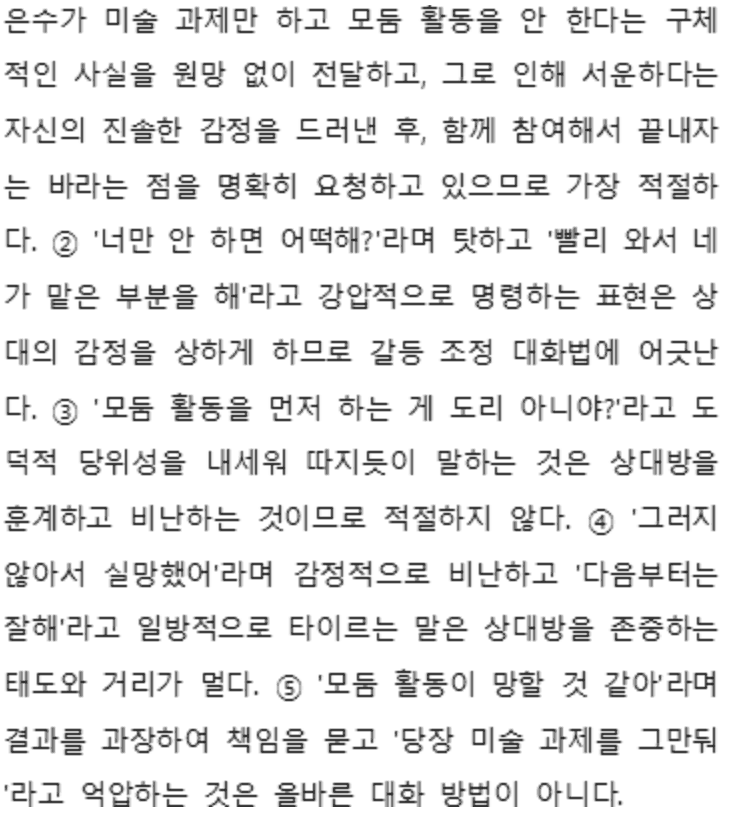 은수가 미술 과제만 하고 모둠 활동을 안 한다는 구체
적인 사실을 원망 없이 전달하고, 그로 인해 서운하다는
자신의 진솔한 감정을 드러낸 후, 함께 참여해서 끝내자
는 바라는 점을 명확히 요청하고 있으므로 가장 적절하
다. ② '너만 안 하면 어떡해?'라며 탓하고 '빨리 와서 네
가 맡은 부분을 해'라고 강압적으로 명령하는 표현은 상
대의 감정을 상하게 하므로 갈등 조정 대화법에 어긋난
다. ③ '모둠 활동을 먼저 하는 게 도리 아니야?'라고 도
덕적 당위성을 내세워 따지듯이 말하는 것은 상대방을
훈계하고 비난하는 것이므로 적절하지 않다. ④ '그러지
않아서 실망했어'라며 감정적으로 비난하고 '다음부터는
잘해'라고 일방적으로 타이르는 말은 상대방을 존중하는
태도와 거리가 멀다. ⑤ '모둠 활동이 망할 것 같아'라며
결과를 과장하여 책임을 묻고 '당장 미술 과제를 그만둬
'라고 억압하는 것은 올바른 대화 방법이 아니다.